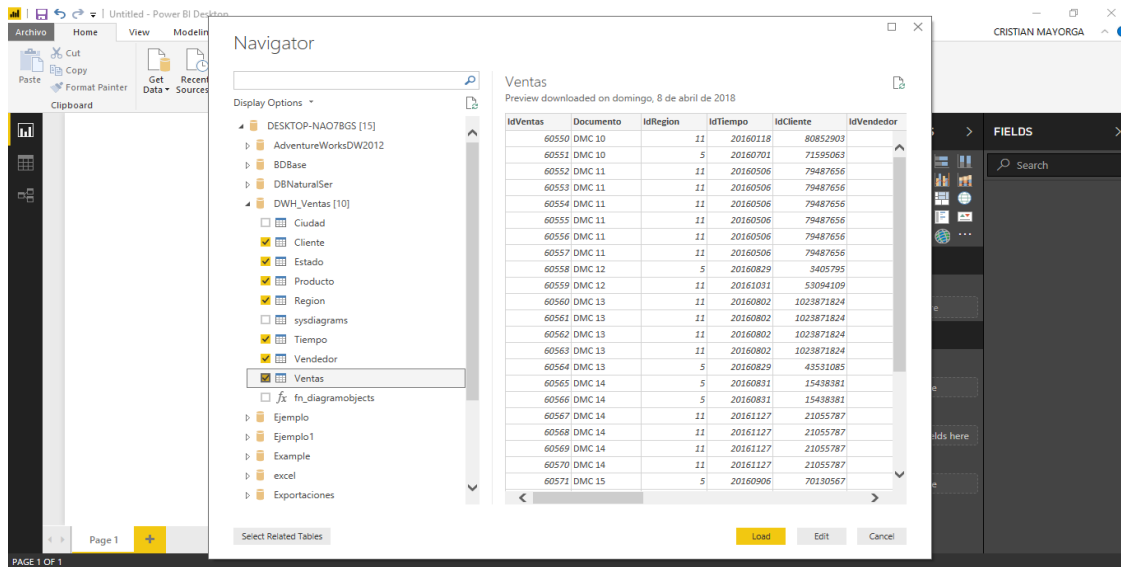 Untitled - Power BI Desktop
Archivo Home View Modelin CRISTIAN MAYORGA
Cut
Copy
Format Painter
Paste
Clipboard
Get Data
Recent Sources
Navigator
Display Options
DESKTOP-NAO7BGS [15]
AdventureWorksDW2012
BDBase
DBNaturalSer
DWH_Ventas [10]
Ciudad
Cliente
Estado
Producto
Region
sysdiagrams
Tiempo
Vendedor
Ventas
fn_diagramobjects
Ejemplo
Ejemplo1
Example
excel
Exportaciones
Ventas
Preview downloaded on domingo, 8 de abril de 2018
IdVentas Documento IdRegion IdTiempo IdCliente IdVendedor
60550 DMC 10 11 20160118 80852903
60551 DMC 10 5 20160701 71595063
60552 DMC 11 11 20160506 79487656
60553 DMC 11 11 20160506 79487656
60554 DMC 11 11 20160506 79487656
60555 DMC 11 11 20160506 79487656
60556 DMC 11 11 20160506 79487656
60557 DMC 11 11 20160506 79487656
60558 DMC 12 5 20160829 3405795
60559 DMC 12 11 20161031 53094109
60560 DMC 13 11 20160802 1023871824
60561 DMC 13 11 20160802 1023871824
60562 DMC 13 11 20160802 1023871824
60563 DMC 13 11 20160802 1023871824
60564 DMC 13 5 20160829 43531085
60565 DMC 14 5 20160831 15438381
60566 DMC 14 5 20160831 15438381
60567 DMC 14 11 20161127 21055787
60568 DMC 14 11 20161127 21055787
60569 DMC 14 11 20161127 21055787
60570 DMC 14 11 20161127 21055787
60571 DMC 15 5 20160906 70130567
Select Related Tables Load Edit Cancel
FIELDS
Search
elds here
Page 1
PAGE 1 OF 1